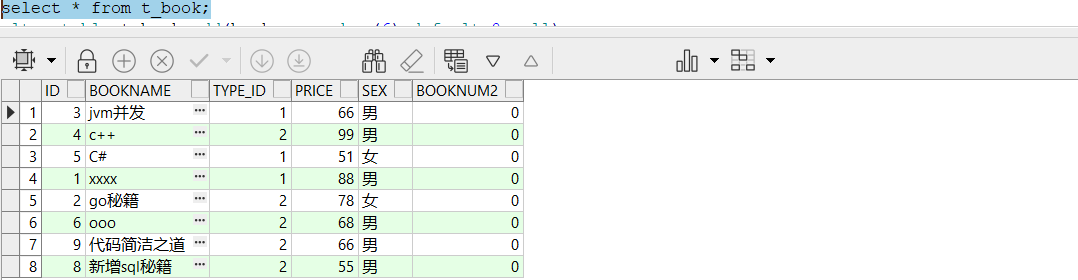 select * from t_book;
ID BOOKNAME TYPE_ID PRICE SEX BOOKNUM2
1 3 jvm并发 ... 1 66 男 0
2 4 c++ ... 2 99 男 0
3 5 C# ... 1 51 女 0
4 1 xxxx ... 1 88 男 0
5 2 go秘籍 ... 2 78 女 0
6 6 ooo ... 2 68 男 0
7 9 代码简洁之道 ... 2 66 男 0
8 8 新增sql秘籍 ... 2 55 男 0